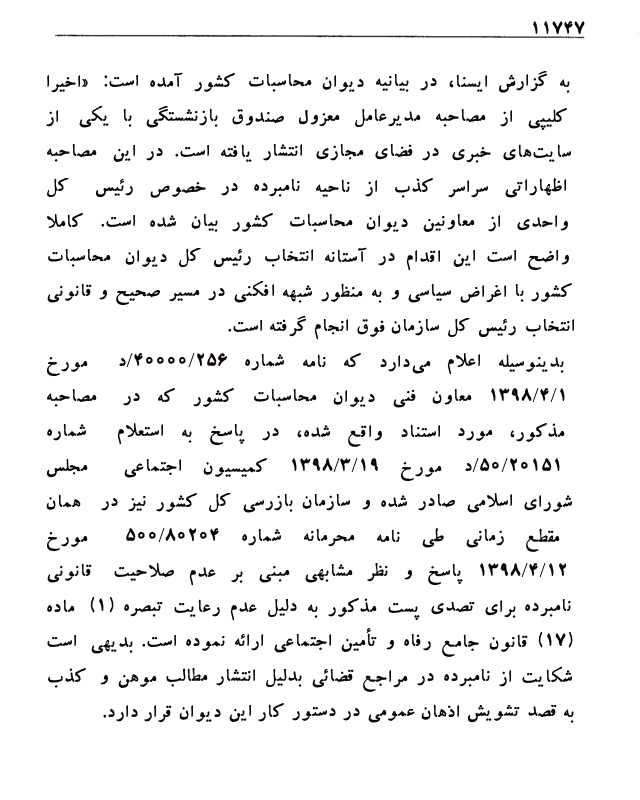 ۱۱۷۴۷
به گزارش ایسنا، در بیانیه دیوان محاسبات کشور آمده است: «اخیرا
کلیپی از مصاحبه مدیرعامل معزول صندوق بازنشستگی با یکی از
سایت‌های خبری در فضای مجازی انتشار یافته است. در این مصاحبه
اظهاراتی سراسر کذب از ناحیه نامبرده در خصوص رئیس کل
واحدی از معاونین دیوان محاسبات کشور بیان شده است. کاملا
واضح است این اقدام در آستانه انتخاب رئیس کل دیوان محاسبات
کشور با اغراض سیاسی و به منظور شبهه افکنی در مسیر صحیح و قانونی
انتخاب رئیس کل سازمان فوق انجام گرفته است.
بدینوسیله اعلام می‌دارد که نامه شماره ۴۰۰۰۰/۲۵۶/د مورخ
۱۳۹۸/۴/۱ معاون فنی دیوان محاسبات کشور که در مصاحبه
مذکور، مورد استناد واقع شده، در پاسخ به استعلام شماره
۵۰/۲۰۱۵۱/د مورخ ۱۳۹۸/۳/۱۹ کمیسیون اجتماعی مجلس
شورای اسلامی صادر شده و سازمان بازرسی کل کشور نیز در همان
مقطع زمانی طی نامه محرمانه شماره ۵۰۰/۸۰۲۰۴ مورخ
۱۳۹۸/۴/۱۲ پاسخ و نظر مشابهی مبنی بر عدم صلاحیت قانونی
نامبرده برای تصدی پست مذکور به دلیل عدم رعایت تبصره (۱) ماده
(۱۷) قانون جامع رفاه و تأمین اجتماعی ارائه نموده است. بدیهی است
شکایت از نامبرده در مراجع قضائی بدلیل انتشار مطالب موهن و کذب
به قصد تشویش اذهان عمومی در دستور کار این دیوان قرار دارد.